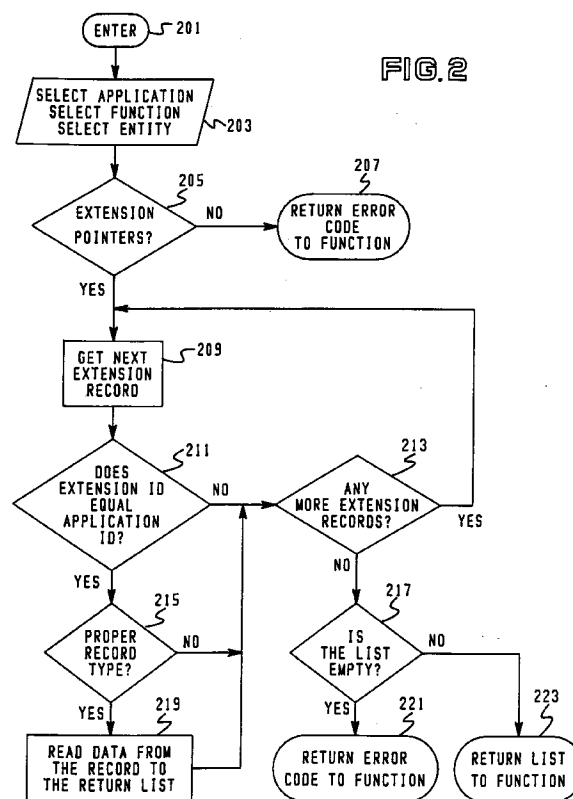 ENTER
201
FIG. 2
SELECT APPLICATION
SELECT FUNCTION
SELECT ENTITY
203
205
EXTENSION
POINTERS?
NO
207
RETURN ERROR
CODE
TO FUNCTION
YES
GET NEXT
EXTENSION
RECORD
209
211
DOES
EXTENSION ID
EQUAL
APPLICATION
ID?
NO
213
ANY
MORE EXTENSION
RECORDS?
YES
NO
YES
215
PROPER
RECORD
TYPE?
NO
217
IS
THE LIST
EMPTY?
NO
YES
219
READ DATA FROM
THE RECORD TO
THE RETURN LIST
YES
221
RETURN ERROR
CODE TO FUNCTION
223
RETURN LIST
TO FUNCTION